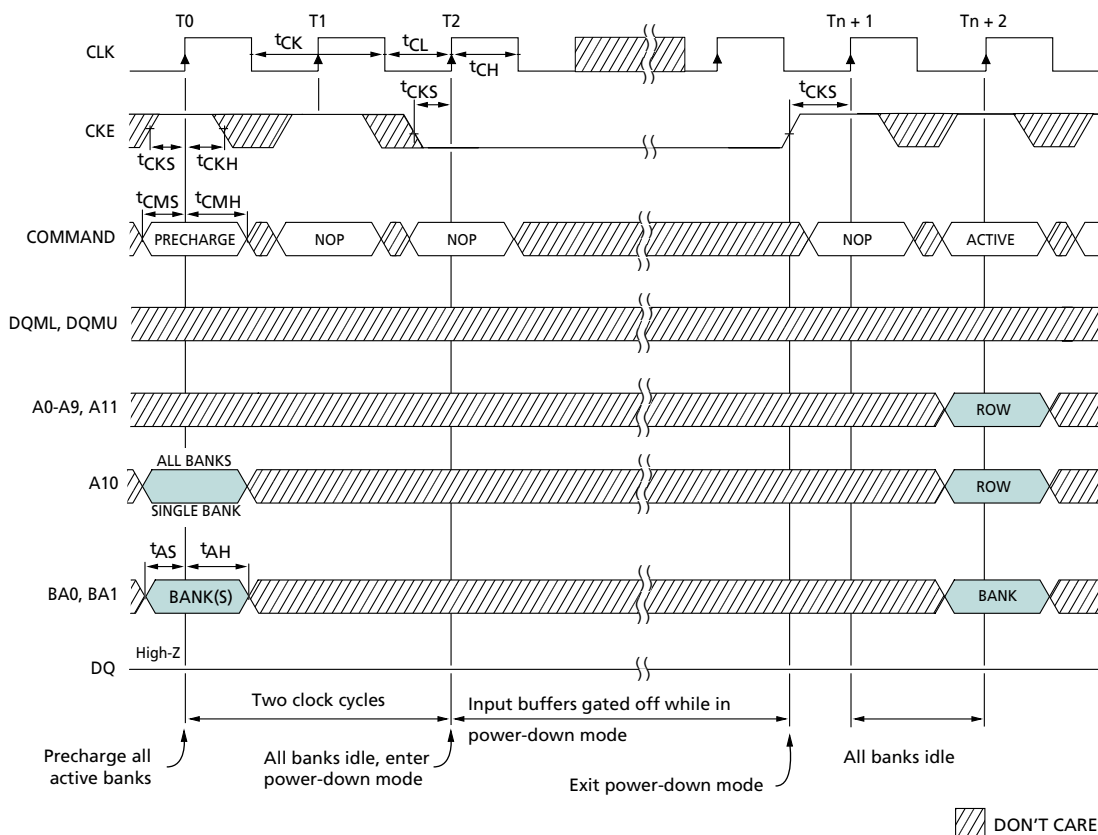 T0 T1 T2 Tn + 1 Tn + 2
CLK
tCK tCL
tCH
tCKS tCKS
CKE
tCKS tCKH
tCMS tCMH
COMMAND PRECHARGE NOP NOP NOP ACTIVE
DQML, DQMU
A0-A9, A11 ROW
ALL BANKS
A10 ROW
SINGLE BANK
tAS tAH
BA0, BA1 BANK(S) BANK
High-Z
DQ
Two clock cycles
Input buffers gated off while in
power-down mode
Precharge all
active banks
All banks idle, enter
power-down mode
Exit power-down mode
All banks idle
DON'T CARE